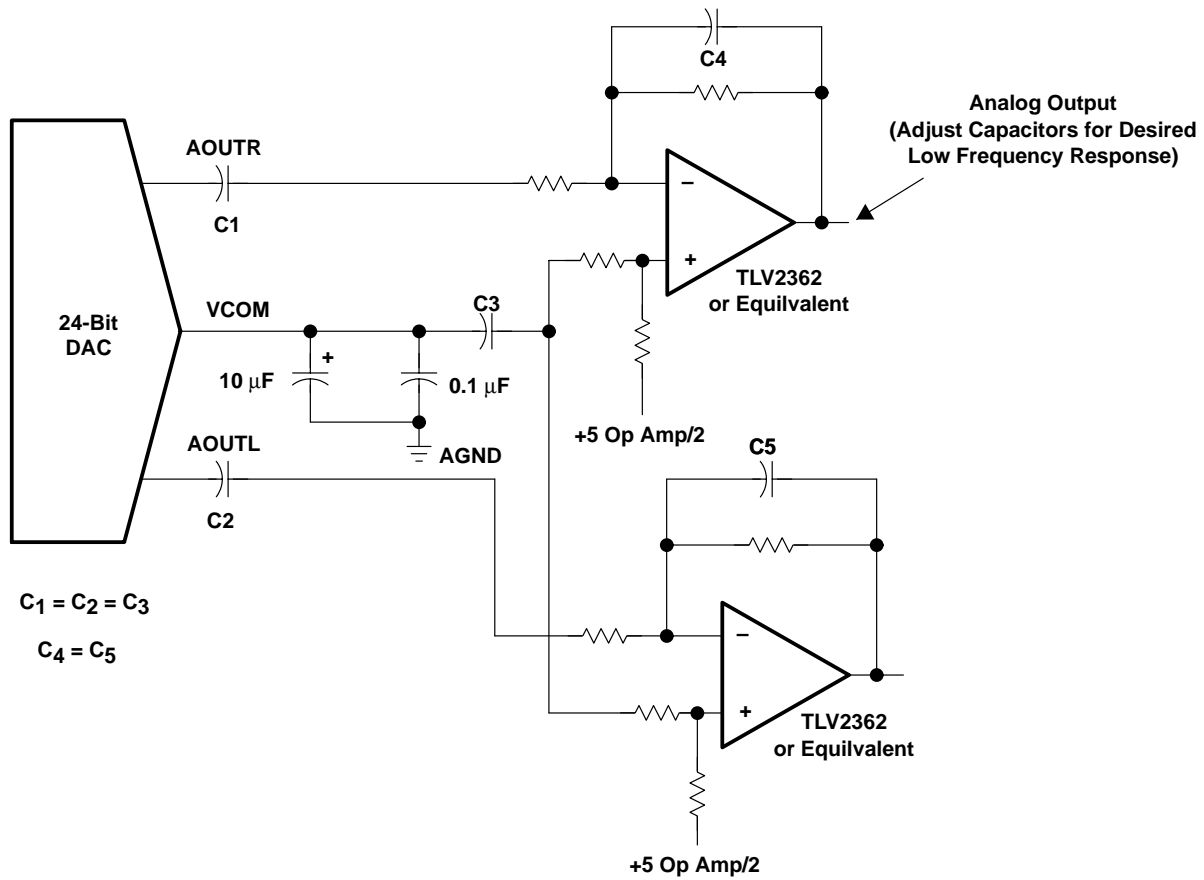 C4
Analog Output
(Adjust Capacitors for Desired
Low Frequency Response)
AOUTR
C1
−
+
TLV2362
or Equilvalent
24-Bit
DAC
VCOM
C3
+
10 µF
0.1 µF
+5 Op Amp/2
AOUTL
AGND
C2
C5
C1 = C2 = C3
C4 = C5
−
+
TLV2362
or Equilvalent
+5 Op Amp/2